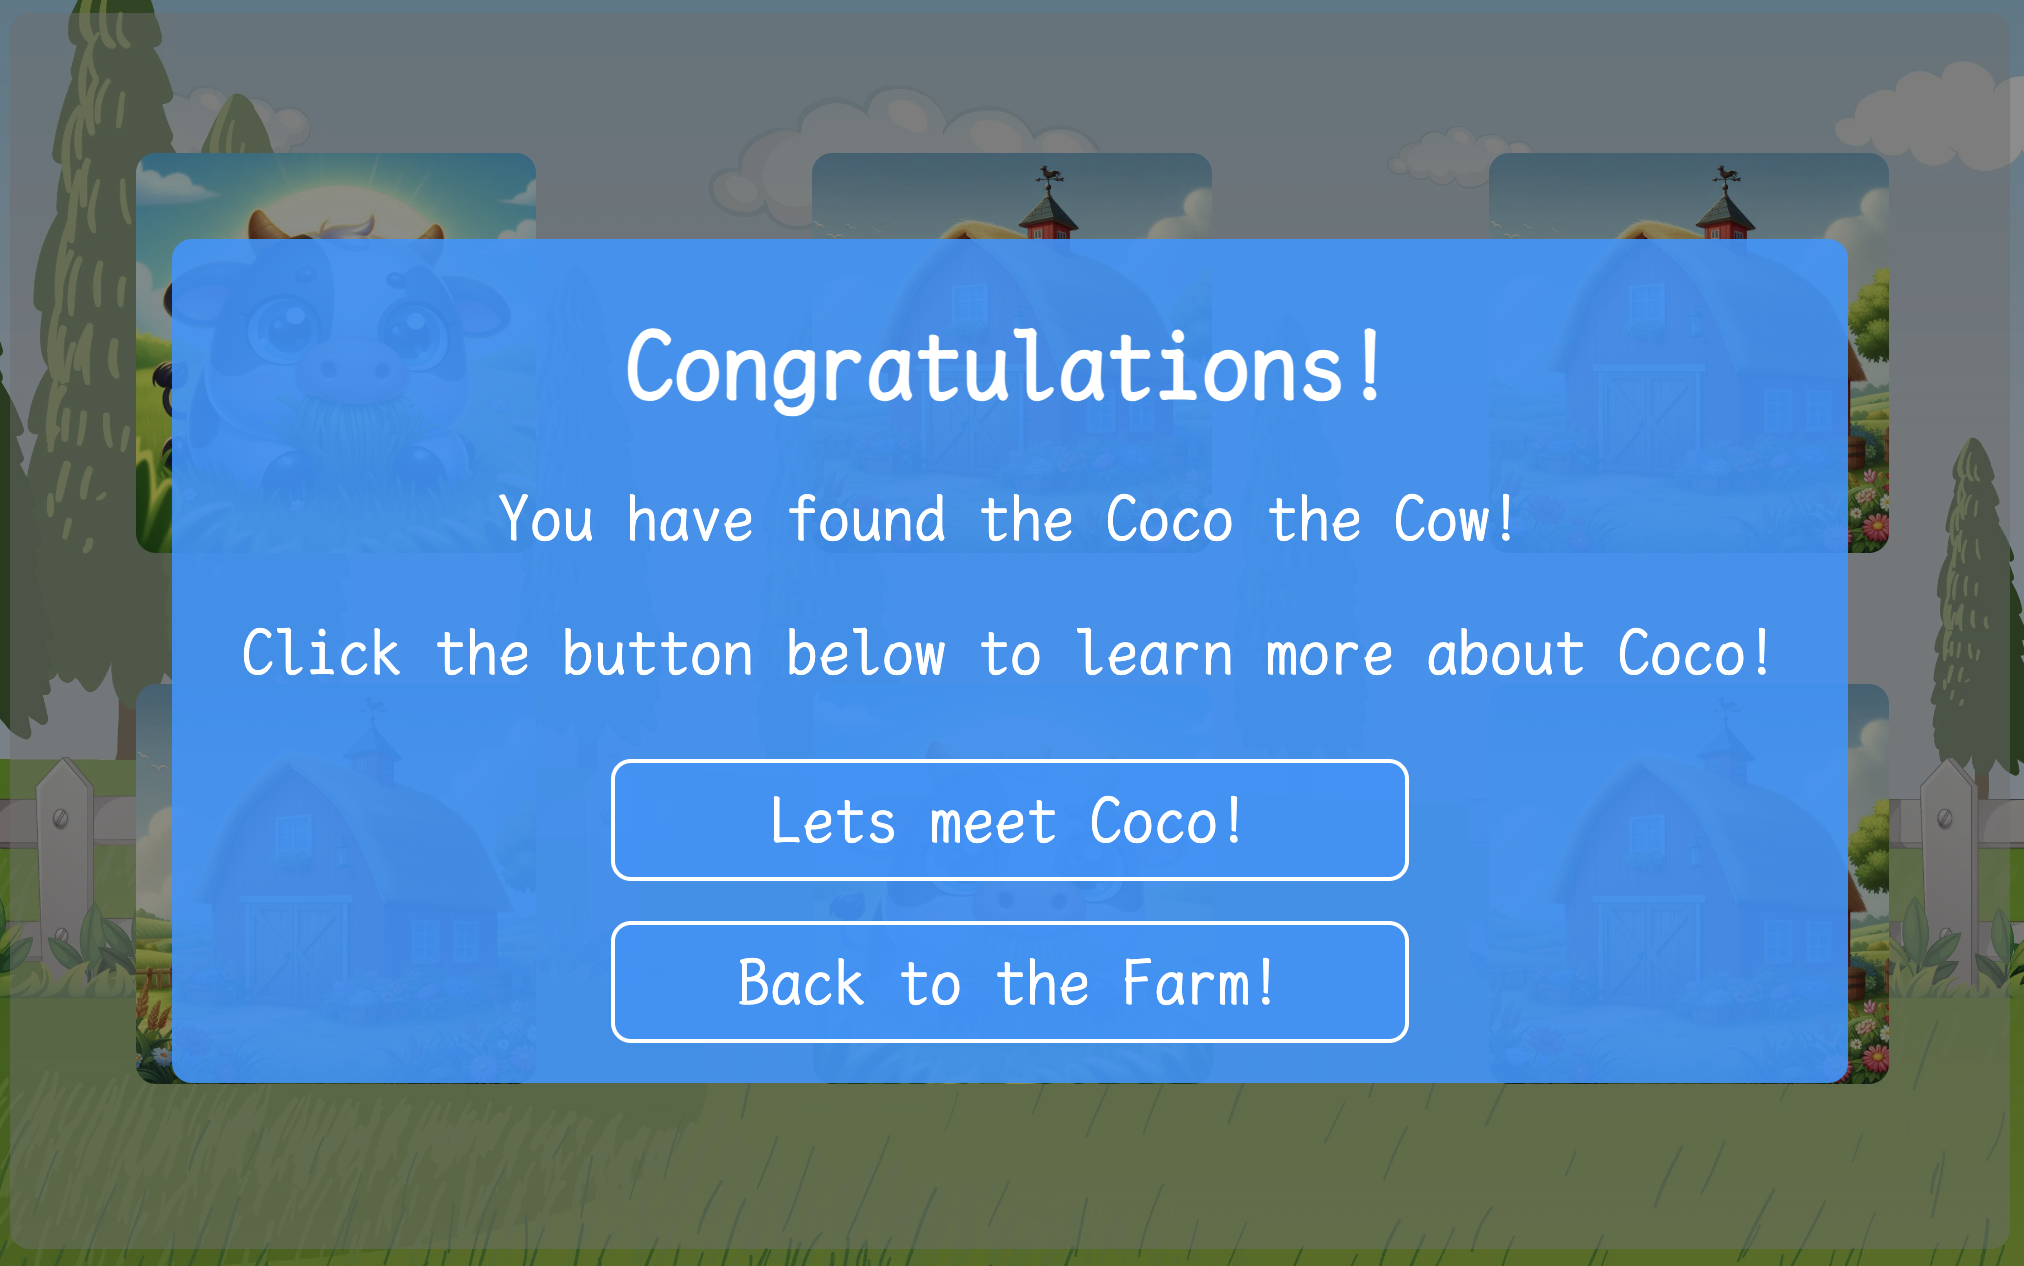 Congratulations!
You have found the Coco the Cow!
Click the button below to learn more about Coco!
Lets meet Coco!
Back to the Farm!